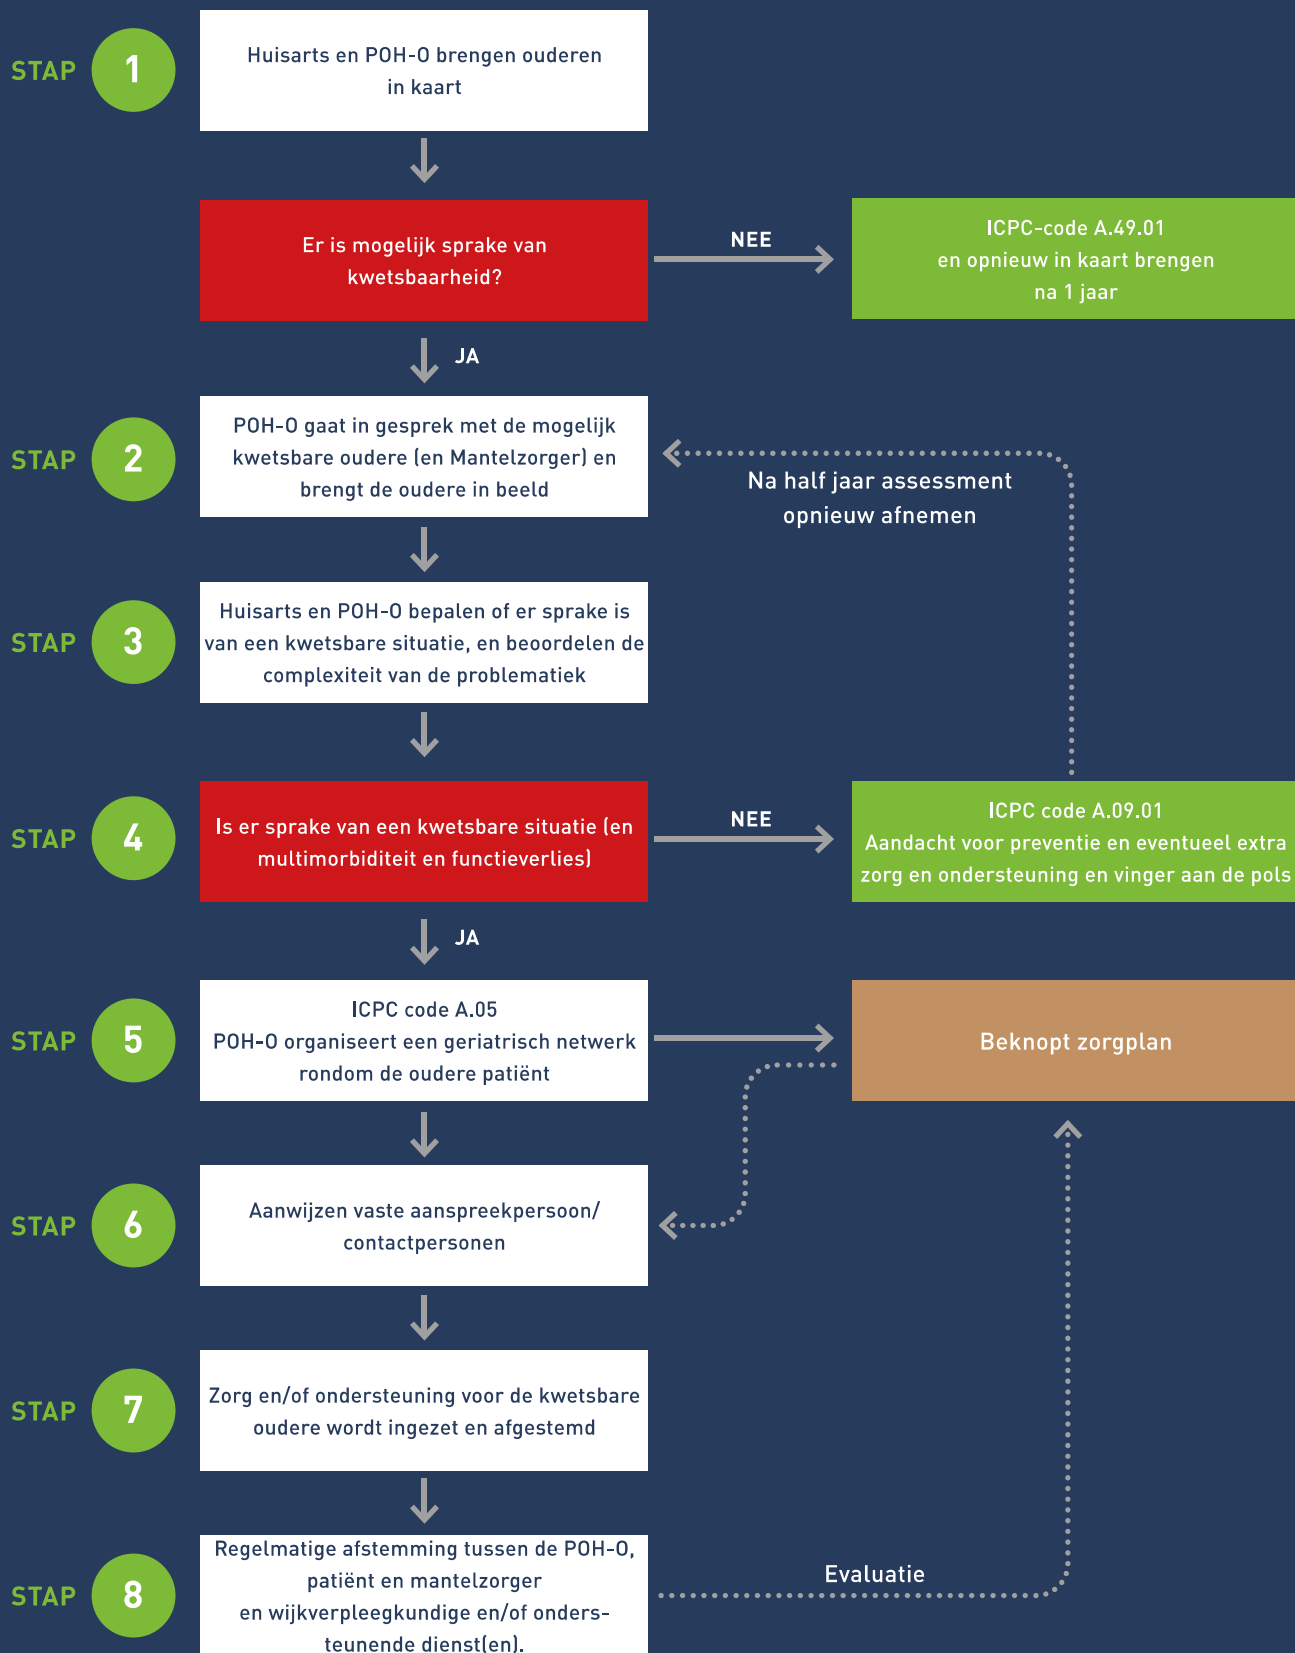 STAP 1
Huisarts en POH-O brengen ouderen
in kaart
Er is mogelijk sprake van
kwetsbaarheid?
NEE
ICPC-code A.49.01
en opnieuw in kaart brengen
na 1 jaar
JA
STAP 2
POH-O gaat in gesprek met de mogelijk
kwetsbare oudere (en Mantelzorger) en
brengt de oudere in beeld
Na half jaar assessment
opnieuw afnemen
STAP 3
Huisarts en POH-O bepalen of er sprake is
van een kwetsbare situatie, en beoordelen de
complexiteit van de problematiek
STAP 4
Is er sprake van een kwetsbare situatie (en
multimorbiditeit en functieverlies)
NEE
ICPC code A.09.01
Aandacht voor preventie en eventueel extra
zorg en ondersteuning en vinger aan de pols
JA
STAP 5
ICPC code A.05
POH-O organiseert een geriatrisch netwerk
rondom de oudere patiënt
Beknopt zorgplan
STAP 6
Aanwijzen vaste aanspreekpersoon/
contactpersonen
STAP 7
Zorg en/of ondersteuning voor de kwetsbare
oudere wordt ingezet en afgestemd
STAP 8
Regelmatige afstemming tussen de POH-O,
patiënt en mantelzorger
en wijkverpleegkundige en/of onders-
teunende dienst(en).
Evaluatie